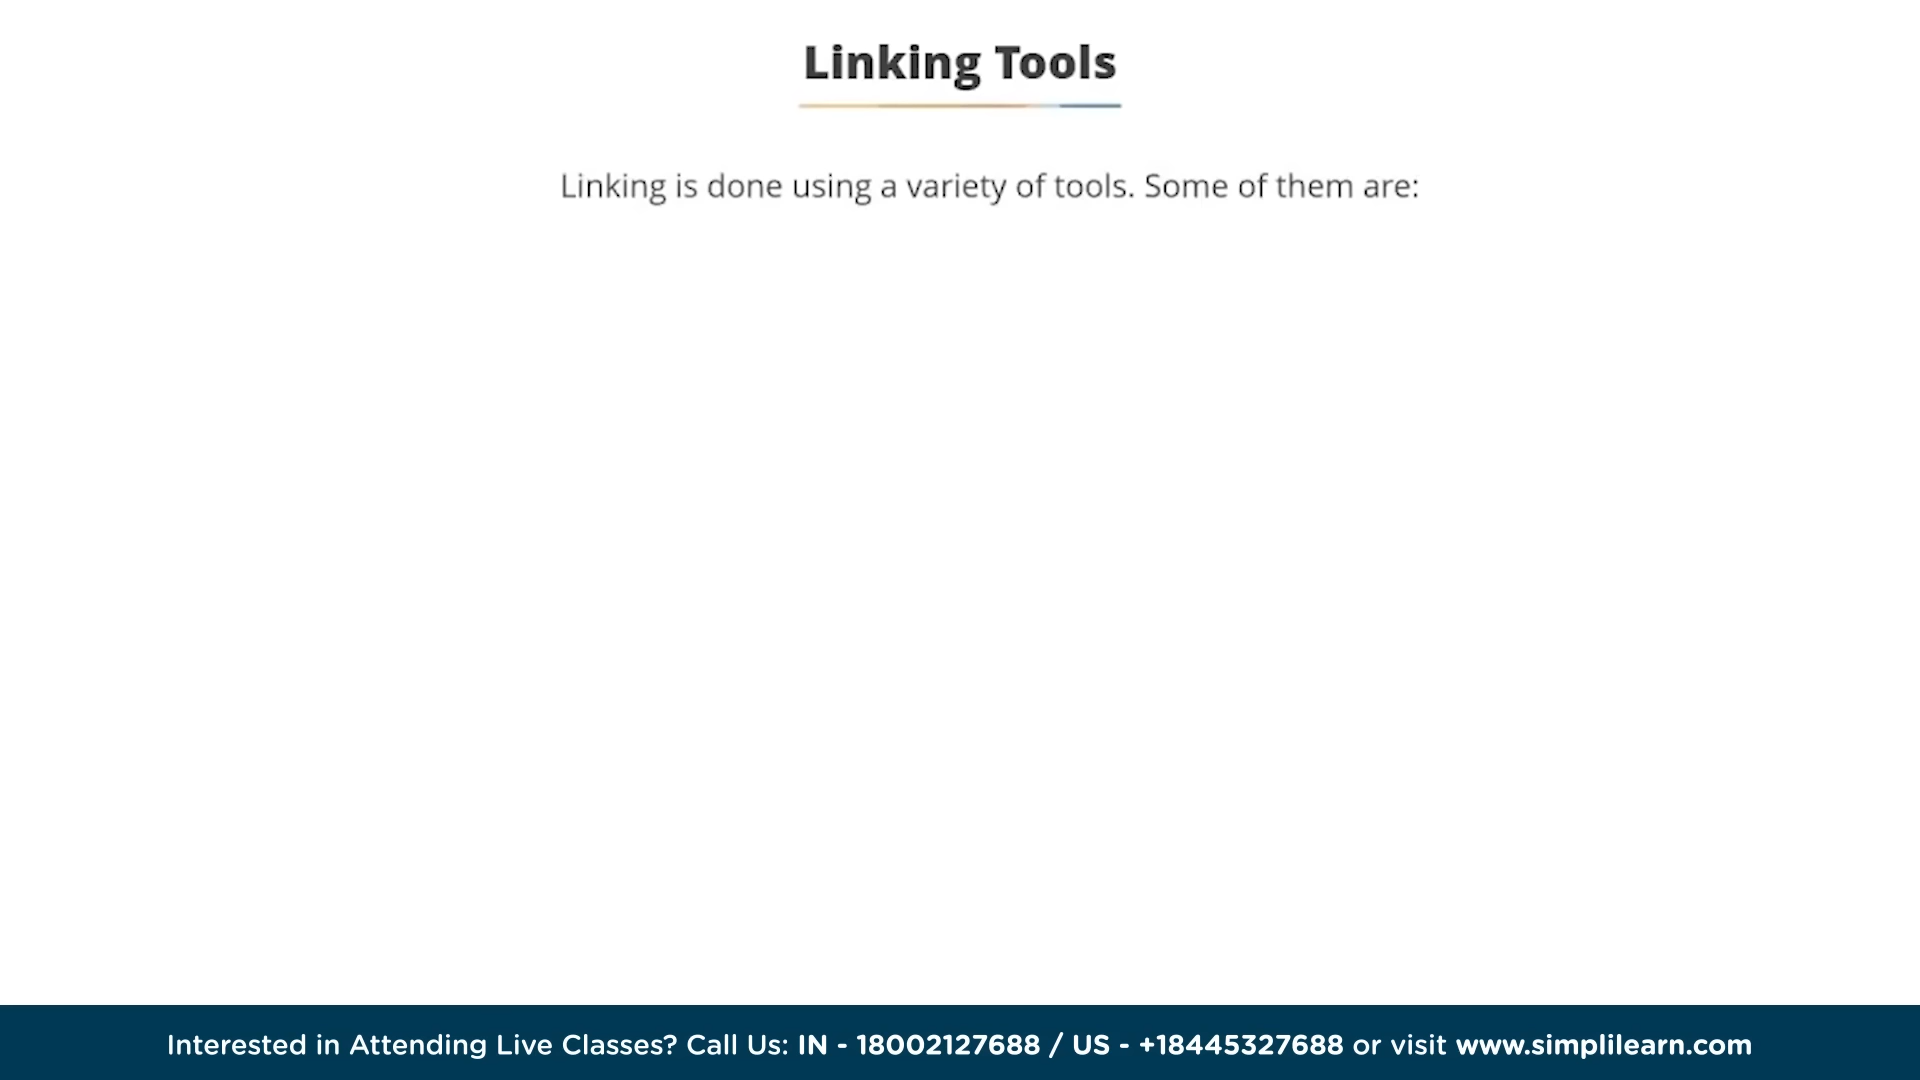 Linking Tools
Linking is done using a variety of tools. Some of them are:
Interested in Attending Live Classes? Call Us: IN - 18002127688 / US - +18445327688 or visit www.simplilearn.com